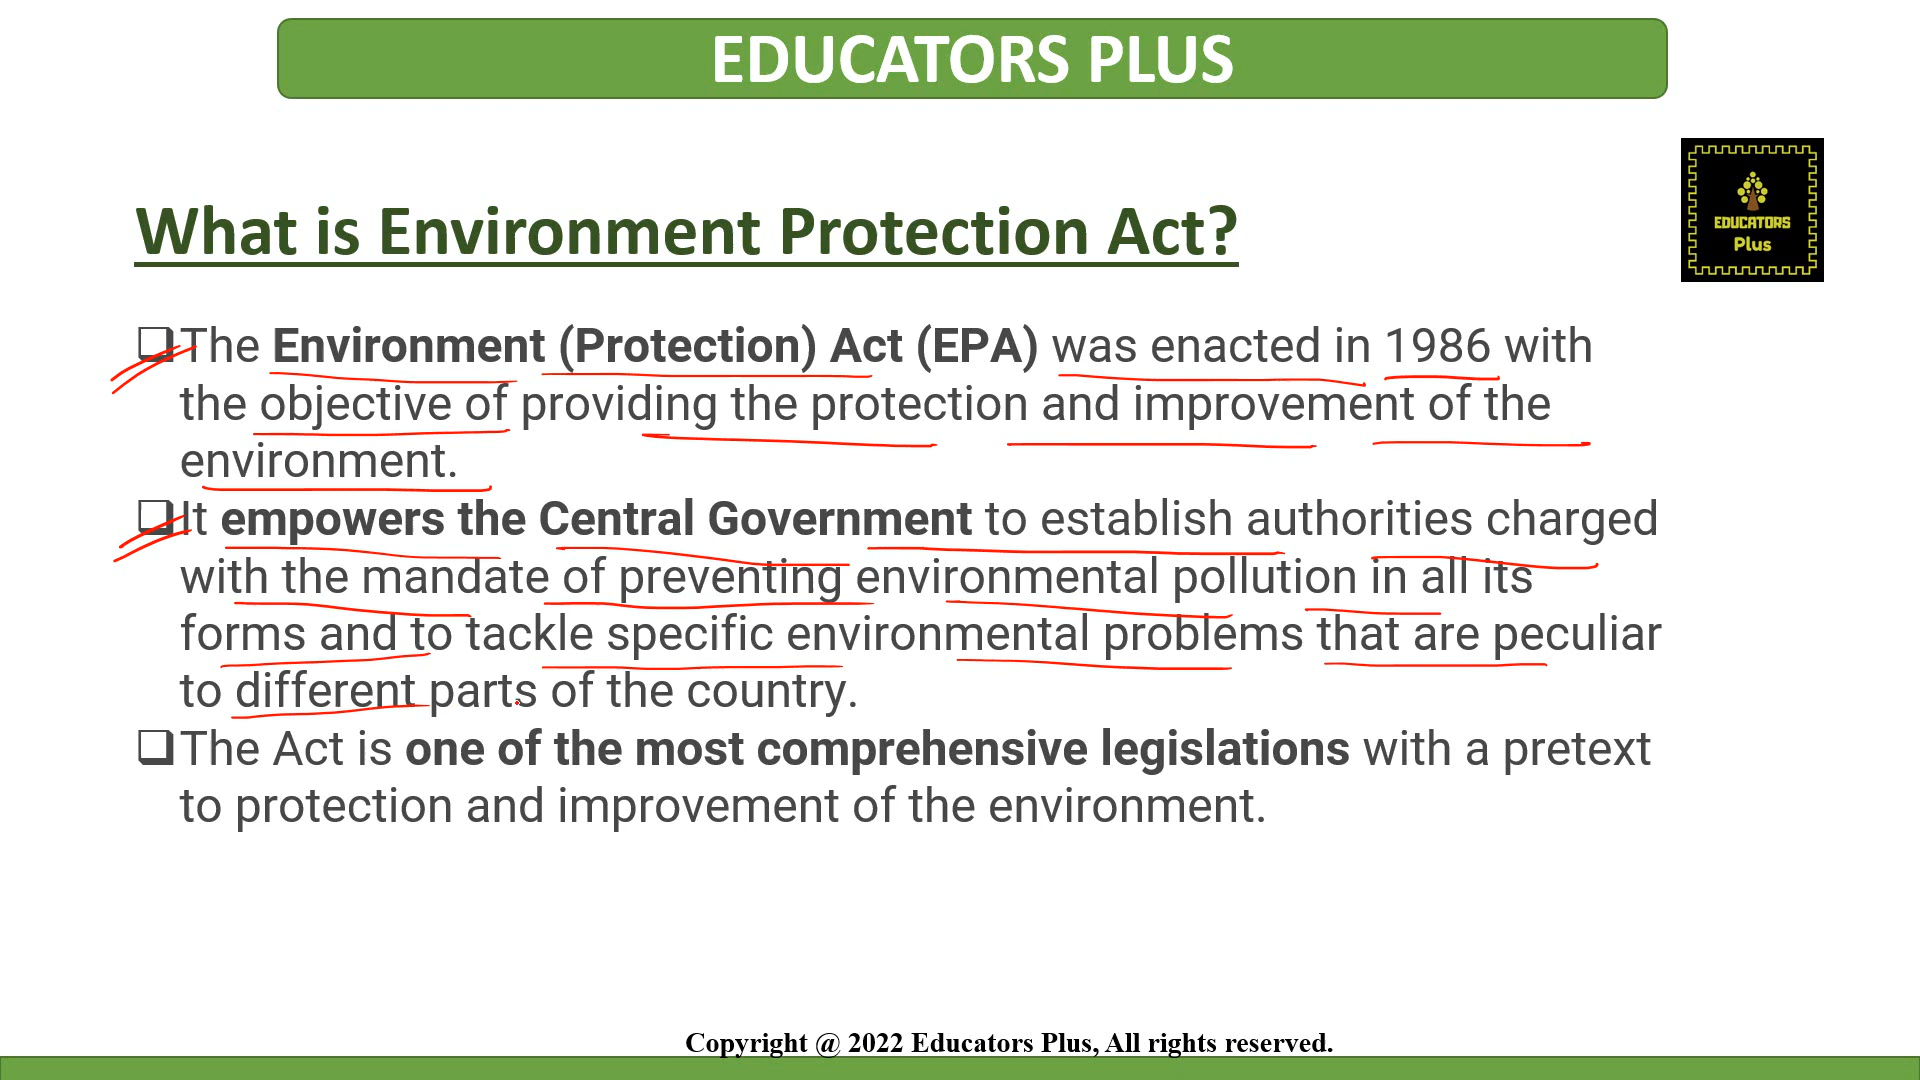 EDUCATORS PLUS
EDUCATORS
Plus
What is Environment Protection Act?
The Environment (Protection) Act (EPA) was enacted in 1986 with
the objective of providing the protection and improvement of the
environment.
It empowers the Central Government to establish authorities charged
with the mandate of preventing environmental pollution in all its
forms and to tackle specific environmental problems that are peculiar
to different parts of the country.
The Act is one of the most comprehensive legislations with a pretext
to protection and improvement of the environment.
Copyright @ 2022 Educators Plus, All rights reserved.